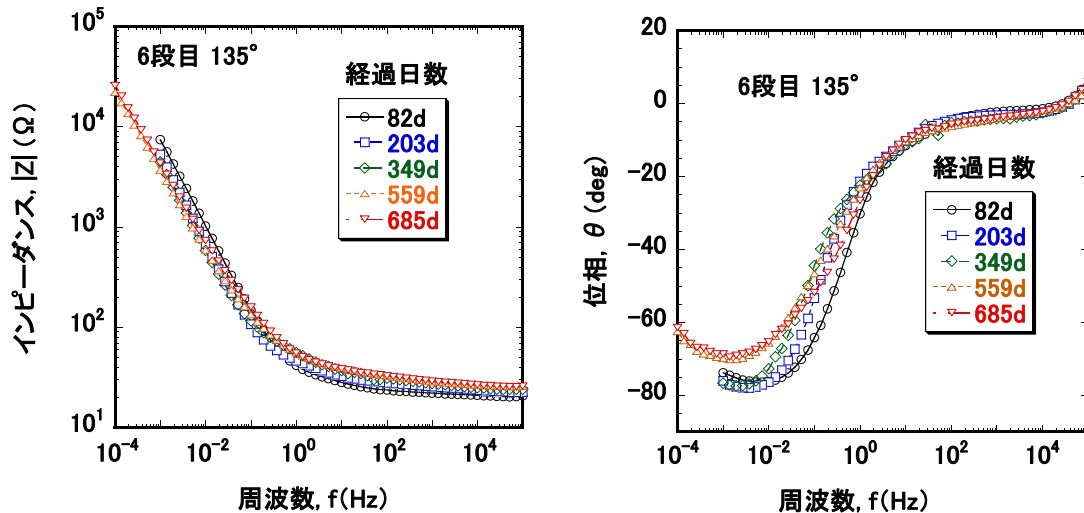 10⁵
10⁴
10³
10²
10¹
インピーダンス, |Z|(Ω)
6段目 135°
経過日数
82d
203d
349d
559d
685d
10⁻⁴
10⁻²
10⁰
10²
10⁴
周波数, f(Hz)
20
0
−20
−40
−60
−80
位相, θ (deg)
6段目 135°
経過日数
82d
203d
349d
559d
685d
10⁻⁴
10⁻²
10⁰
10²
10⁴
周波数, f(Hz)